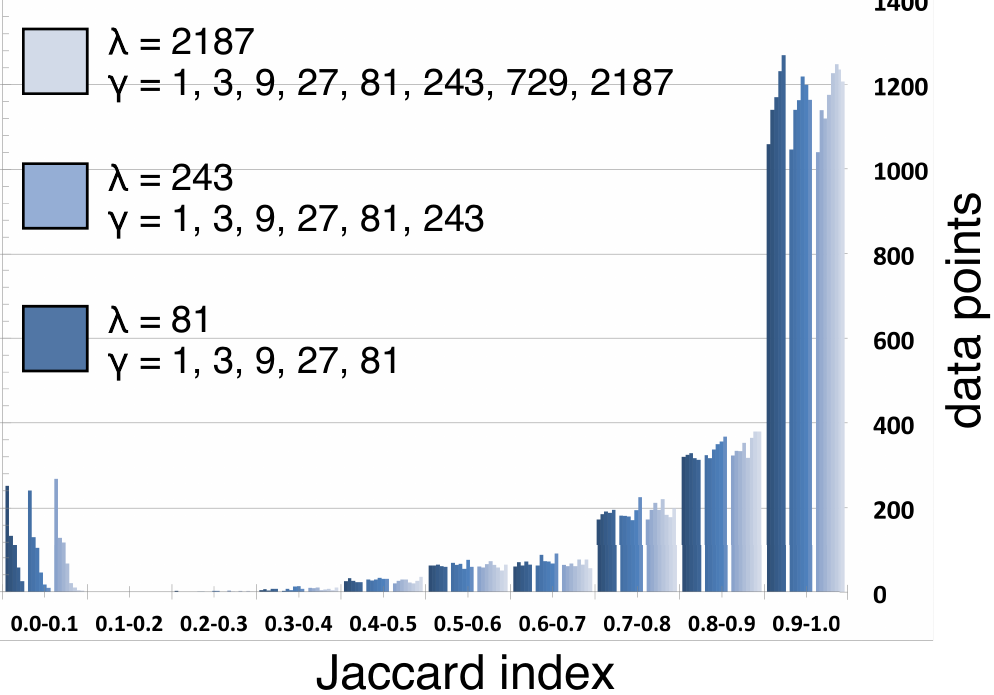 λ = 2187
γ = 1, 3, 9, 27, 81, 243, 729, 2187
λ = 243
γ = 1, 3, 9, 27, 81, 243
λ = 81
γ = 1, 3, 9, 27, 81
1400
1200
1000
800
600
400
200
0
data points
0.0-0.1 0.1-0.2 0.2-0.3 0.3-0.4 0.4-0.5 0.5-0.6 0.6-0.7 0.7-0.8 0.8-0.9 0.9-1.0
Jaccard index